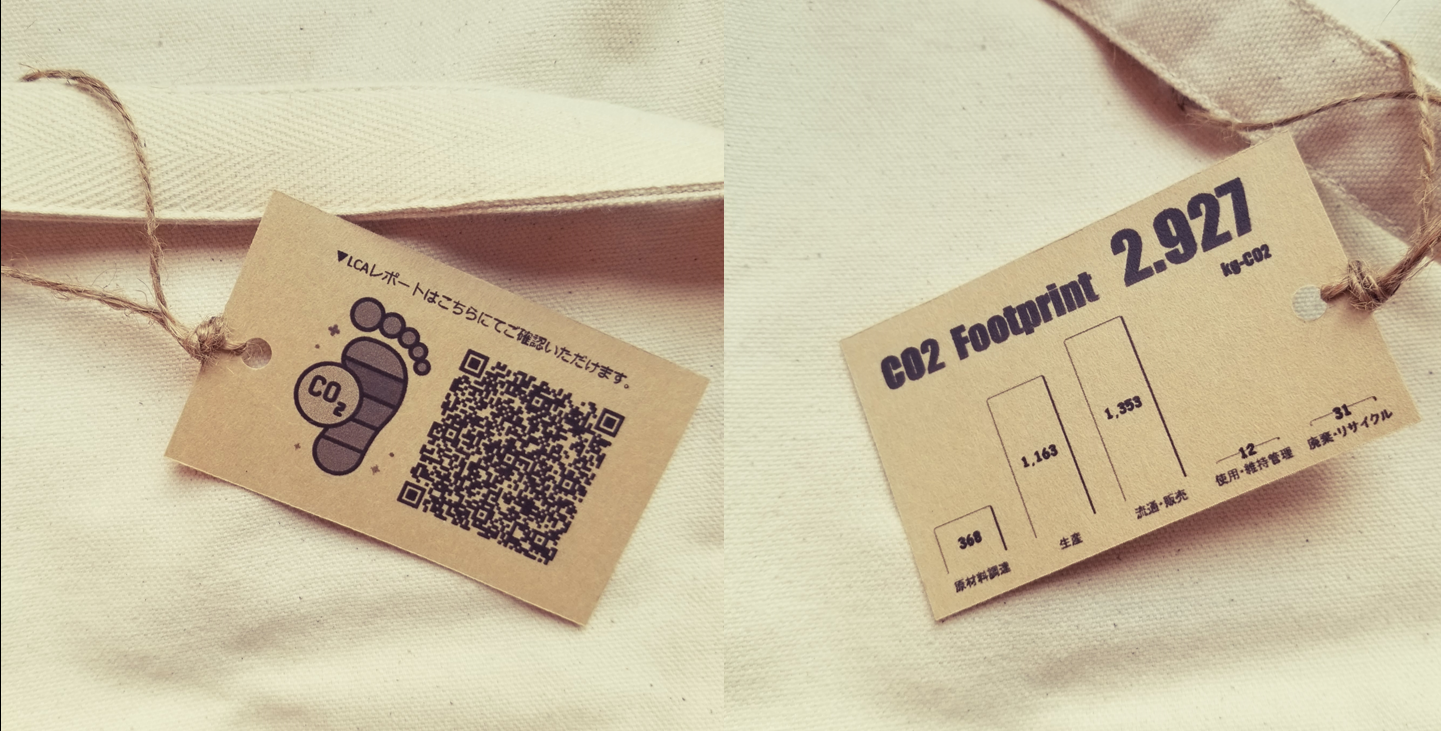 ▼LCAレポートはこちらにてご確認いただけます。
CO2
CO2 Footprint 2.927
kg-CO2
368
1,163
1,353
12
31
原材料調達
生産
流通・販売
使用・維持管理
廃棄・リサイクル